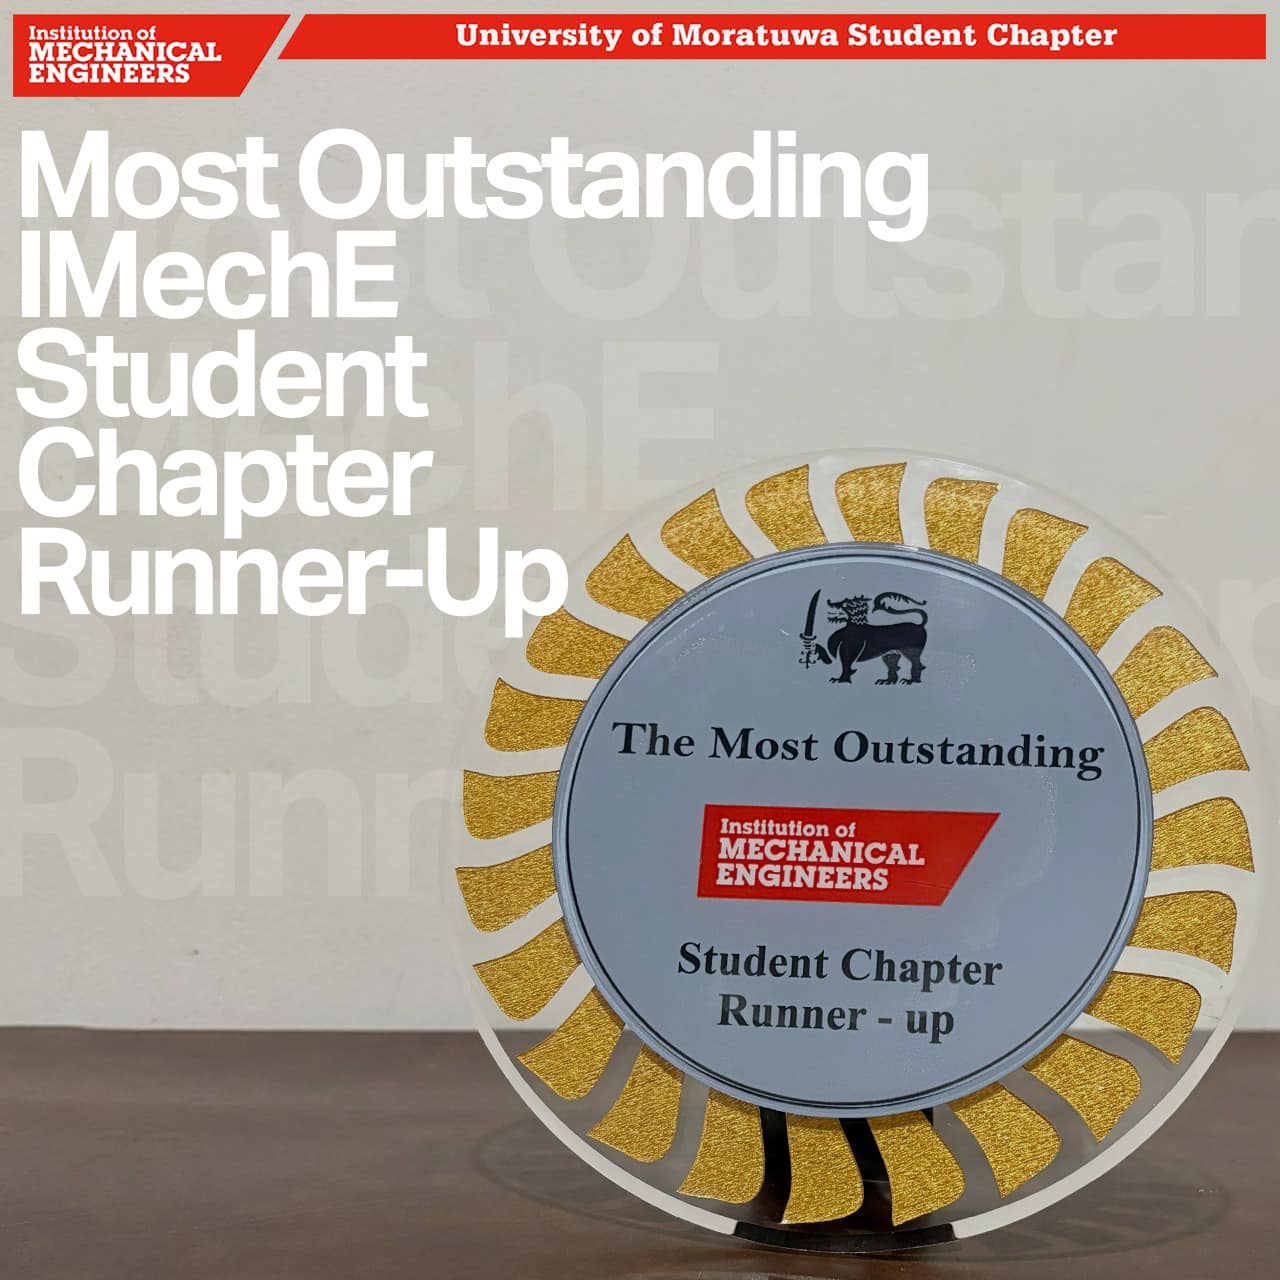 Institution of
MECHANICAL
ENGINEERS
University of Moratuwa Student Chapter
Most Outstanding
IMechE
Student
Chapter
Runner-Up
The Most Outstanding
Institution of
MECHANICAL
ENGINEERS
Student Chapter
Runner - up